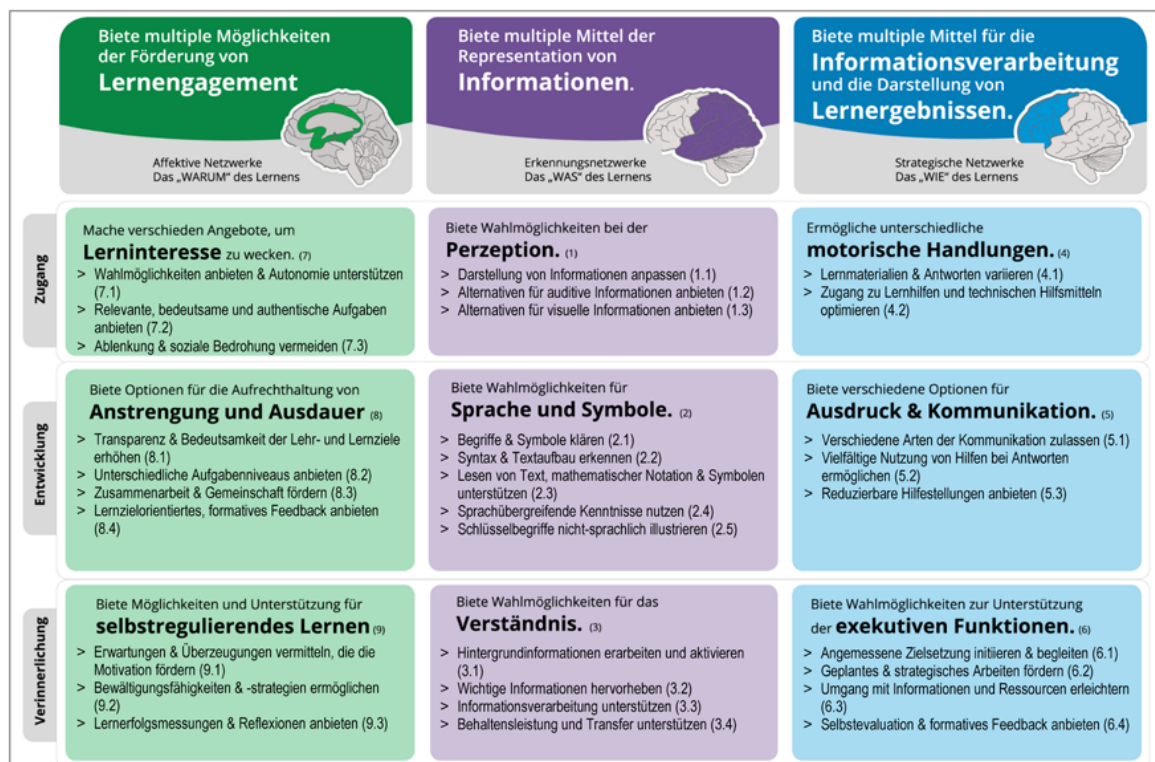 Biete multiple Möglichkeiten
der Förderung von
Lernengagement
Affektive Netzwerke
Das „WARUM“ des Lernens
Biete multiple Mittel der
Representation von
Informationen.
Erkennungsnetzwerke
Das „WAS“ des Lernens
Biete multiple Mittel für die
Informationsverarbeitung
und die Darstellung von
Lernergebnissen.
Strategische Netzwerke
Das „WIE“ des Lernens
Zugang
Mache verschieden Angebote, um
Lerninteresse zu wecken. (7)
> Wahlmöglichkeiten anbieten & Autonomie unterstützen
(7.1)
> Relevante, bedeutsame und authentische Aufgaben
anbieten (7.2)
> Ablenkung & soziale Bedrohung vermeiden (7.3)
Biete Wahlmöglichkeiten bei der
Perzeption. (1)
> Darstellung von Informationen anpassen (1.1)
> Alternativen für auditive Informationen anbieten (1.2)
> Alternativen für visuelle Informationen anbieten (1.3)
Ermögliche unterschiedliche
motorische Handlungen. (4)
> Lernmaterialien & Antworten variieren (4.1)
> Zugang zu Lernhilfen und technischen Hilfsmitteln
optimieren (4.2)
Entwicklung
Biete Optionen für die Aufrechthaltung von
Anstrengung und Ausdauer (8)
> Transparenz & Bedeutsamkeit der Lehr- und Lernziele
erhöhen (8.1)
> Unterschiedliche Aufgabenniveaus anbieten (8.2)
> Zusammenarbeit & Gemeinschaft fördern (8.3)
> Lernzielorientiertes, formatives Feedback anbieten
(8.4)
Biete Wahlmöglichkeiten für
Sprache und Symbole. (2)
> Begriffe & Symbole klären (2.1)
> Syntax & Textaufbau erkennen (2.2)
> Lesen von Text, mathematischer Notation & Symbolen
unterstützen (2.3)
> Sprachübergreifende Kenntnisse nutzen (2.4)
> Schlüsselbegriffe nicht-sprachlich illustrieren (2.5)
Biete verschiedene Optionen für
Ausdruck & Kommunikation. (5)
> Verschiedene Arten der Kommunikation zulassen (5.1)
> Vielfältige Nutzung von Hilfen bei Antworten
ermöglichen (5.2)
> Reduzierbare Hilfestellungen anbieten (5.3)
Verinnerlichung
Biete Möglichkeiten und Unterstützung für
selbstregulierendes Lernen (9)
> Erwartungen & Überzeugungen vermitteln, die die
Motivation fördern (9.1)
> Bewältigungsfähigkeiten & -strategien ermöglichen
(9.2)
> Lernerfolgsmessungen & Reflexionen anbieten (9.3)
Biete Wahlmöglichkeiten für das
Verständnis. (3)
> Hintergrundinformationen erarbeiten und aktivieren
(3.1)
> Wichtige Informationen hervorheben (3.2)
> Informationsverarbeitung unterstützen (3.3)
> Behaltensleistung und Transfer unterstützen (3.4)
Biete Wahlmöglichkeiten zur Unterstützung
der exekutiven Funktionen. (6)
> Angemessene Zielsetzung initiieren & begleiten (6.1)
> Geplantes & strategisches Arbeiten fördern (6.2)
> Umgang mit Informationen und Ressourcen erleichtern
(6.3)
> Selbstevaluation & formatives Feedback anbieten (6.4)